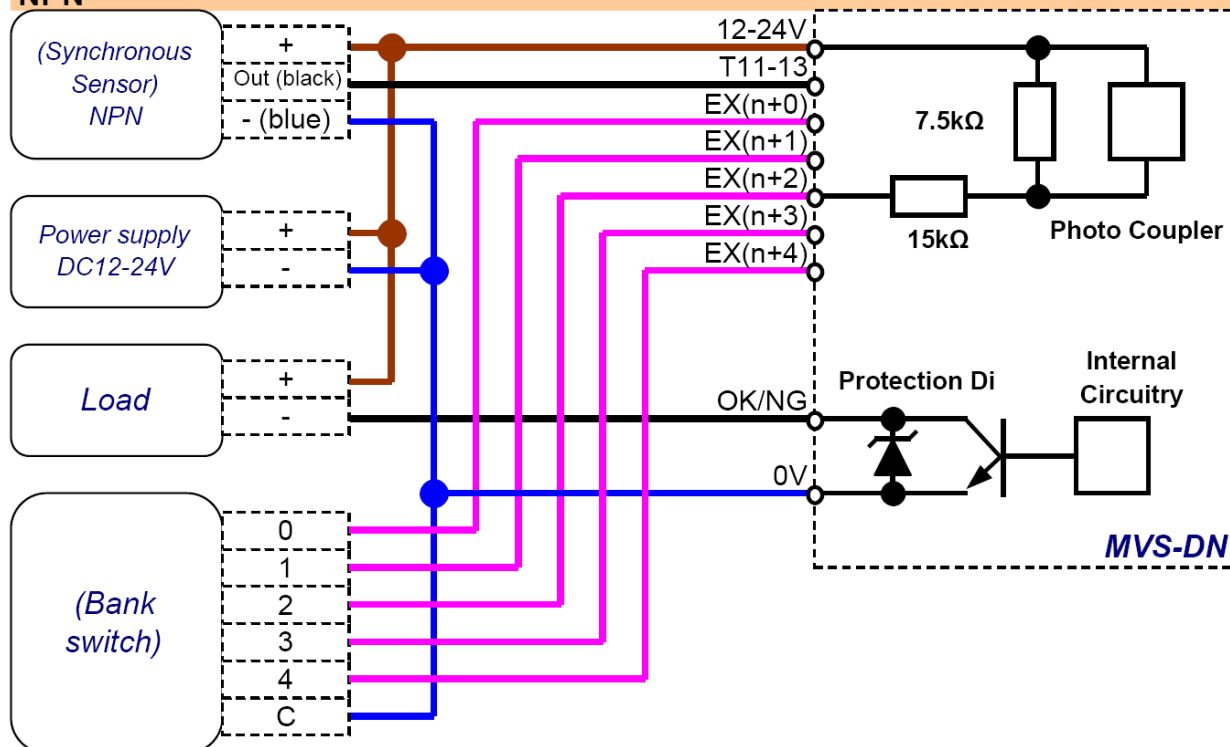 NPN
(Synchronous
Sensor)
NPN
+
Out (black)
- (blue)
12-24V
T11-13
EX(n+0)
EX(n+1)
EX(n+2)
EX(n+3)
EX(n+4)
7.5kΩ
15kΩ
Photo Coupler
Power supply
DC12-24V
+
-
Load
+
-
OK/NG
0V
Protection Di
Internal
Circuitry
MVS-DN
(Bank
switch)
0
1
2
3
4
C